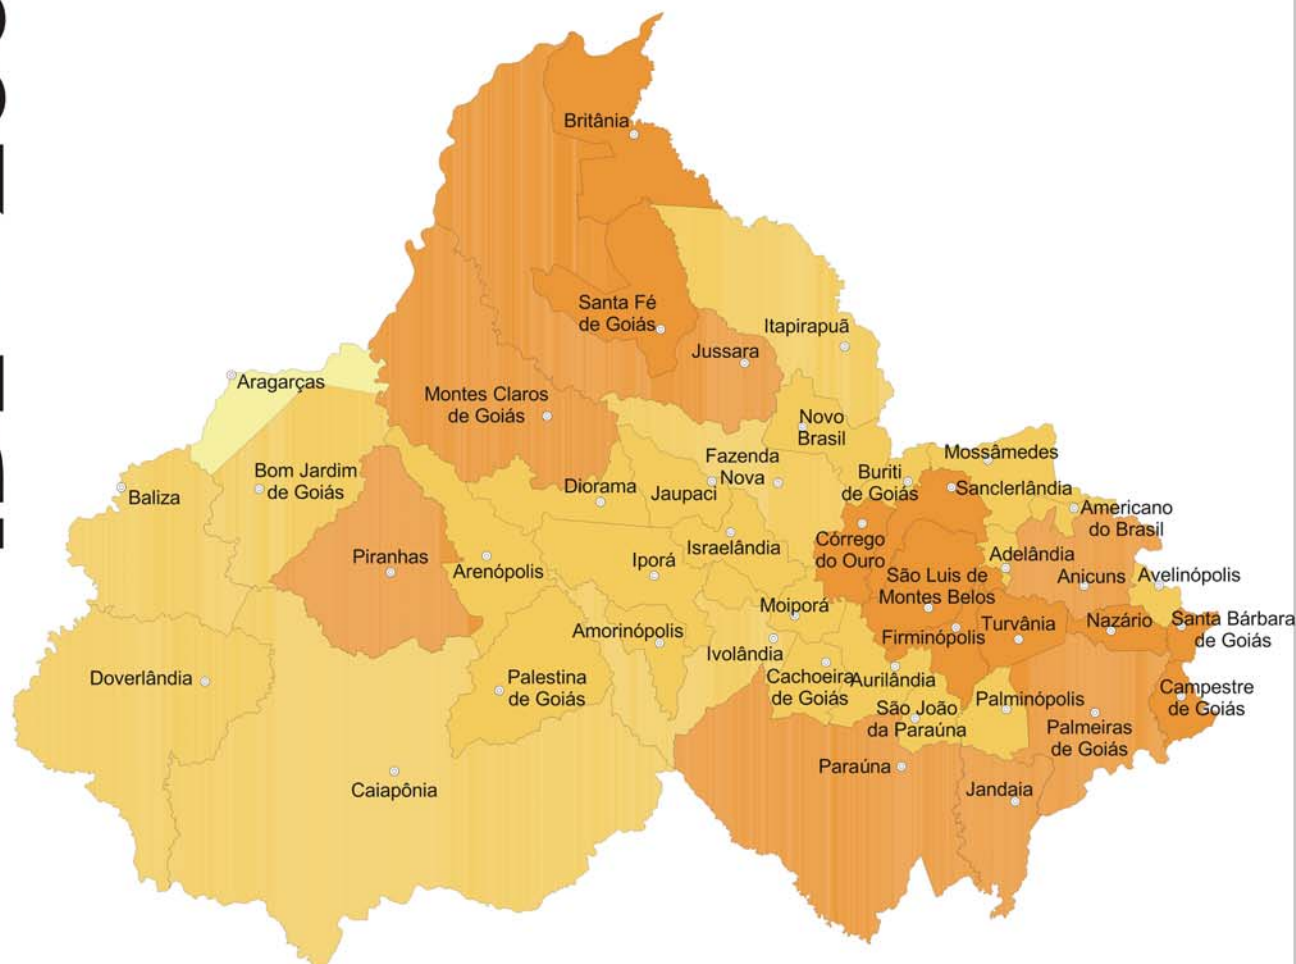 Britânia
Santa Fé
de Goiás
Itapirapuã
Jussara
Aragarças
Montes Claros
de Goiás
Novo
Brasil
Mossâmedes
Fazenda
Nova
Buriti
de Goiás
Bom Jardim
de Goiás
Baliza
Diorama
Jaupaci
Sanclerlândia
Americano
do Brasil
Córrego
do Ouro
Israelândia
Piranhas
Arenópolis
Iporá
Adelândia
Anicuns
Avelinópolis
São Luis de
Montes Belos
Moiporá
Amorinópolis
Firminópolis
Turvânia
Nazário
Santa Bárbara
de Goiás
Ivolândia
Doverlândia
Palestina
de Goiás
Cachoeira
de Goiás
Aurilândia
São João
da Paraúna
Palminópolis
Campestre
de Goiás
Palmeiras
de Goiás
Paraúna
Caiapônia
Jandaia